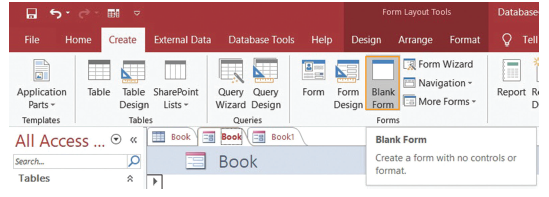 Form Layout Tools
Database-
File Home Create External Data Database Tools Help Design Arrange Format Tell
Application Parts
Table
Table Design
SharePoint Lists
Query Wizard
Query Design
Form
Form Design
Blank Form
Form Wizard
Navigation
More Forms
Report
Templates Tables Queries Forms
All Access ...
Book Book Book1
Search...
Book
Tables
Blank Form
Create a form with no controls or
format.